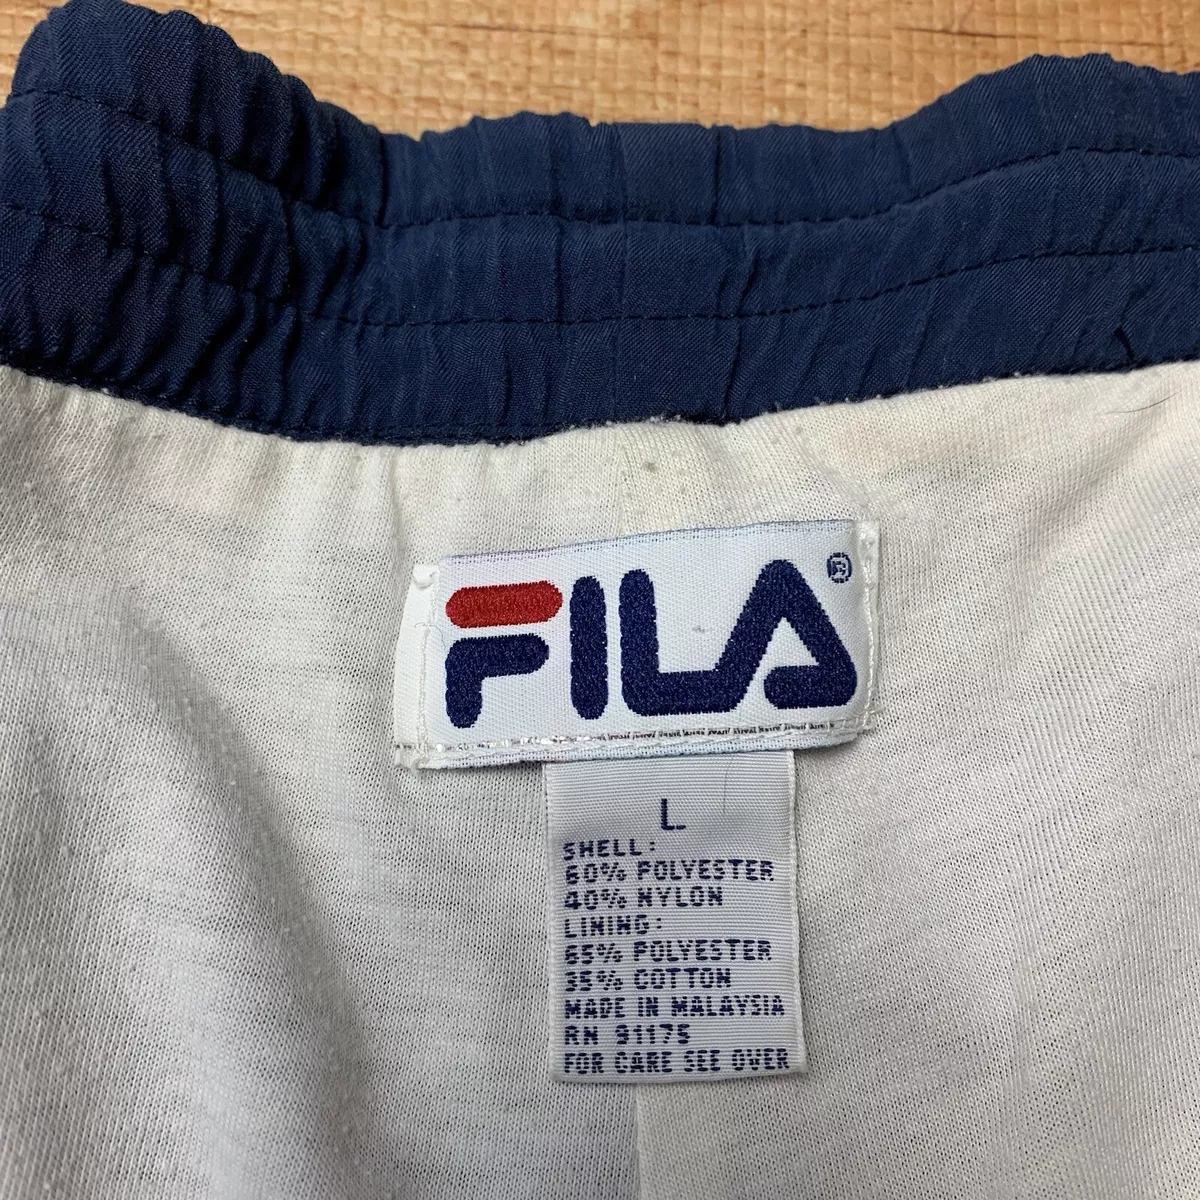 FILA®
L
SHELL:
60% POLYESTER
40% NYLON
LINING:
65% POLYESTER
35% COTTON
MADE IN MALAYSIA
RN 91175
FOR CARE SEE OVER